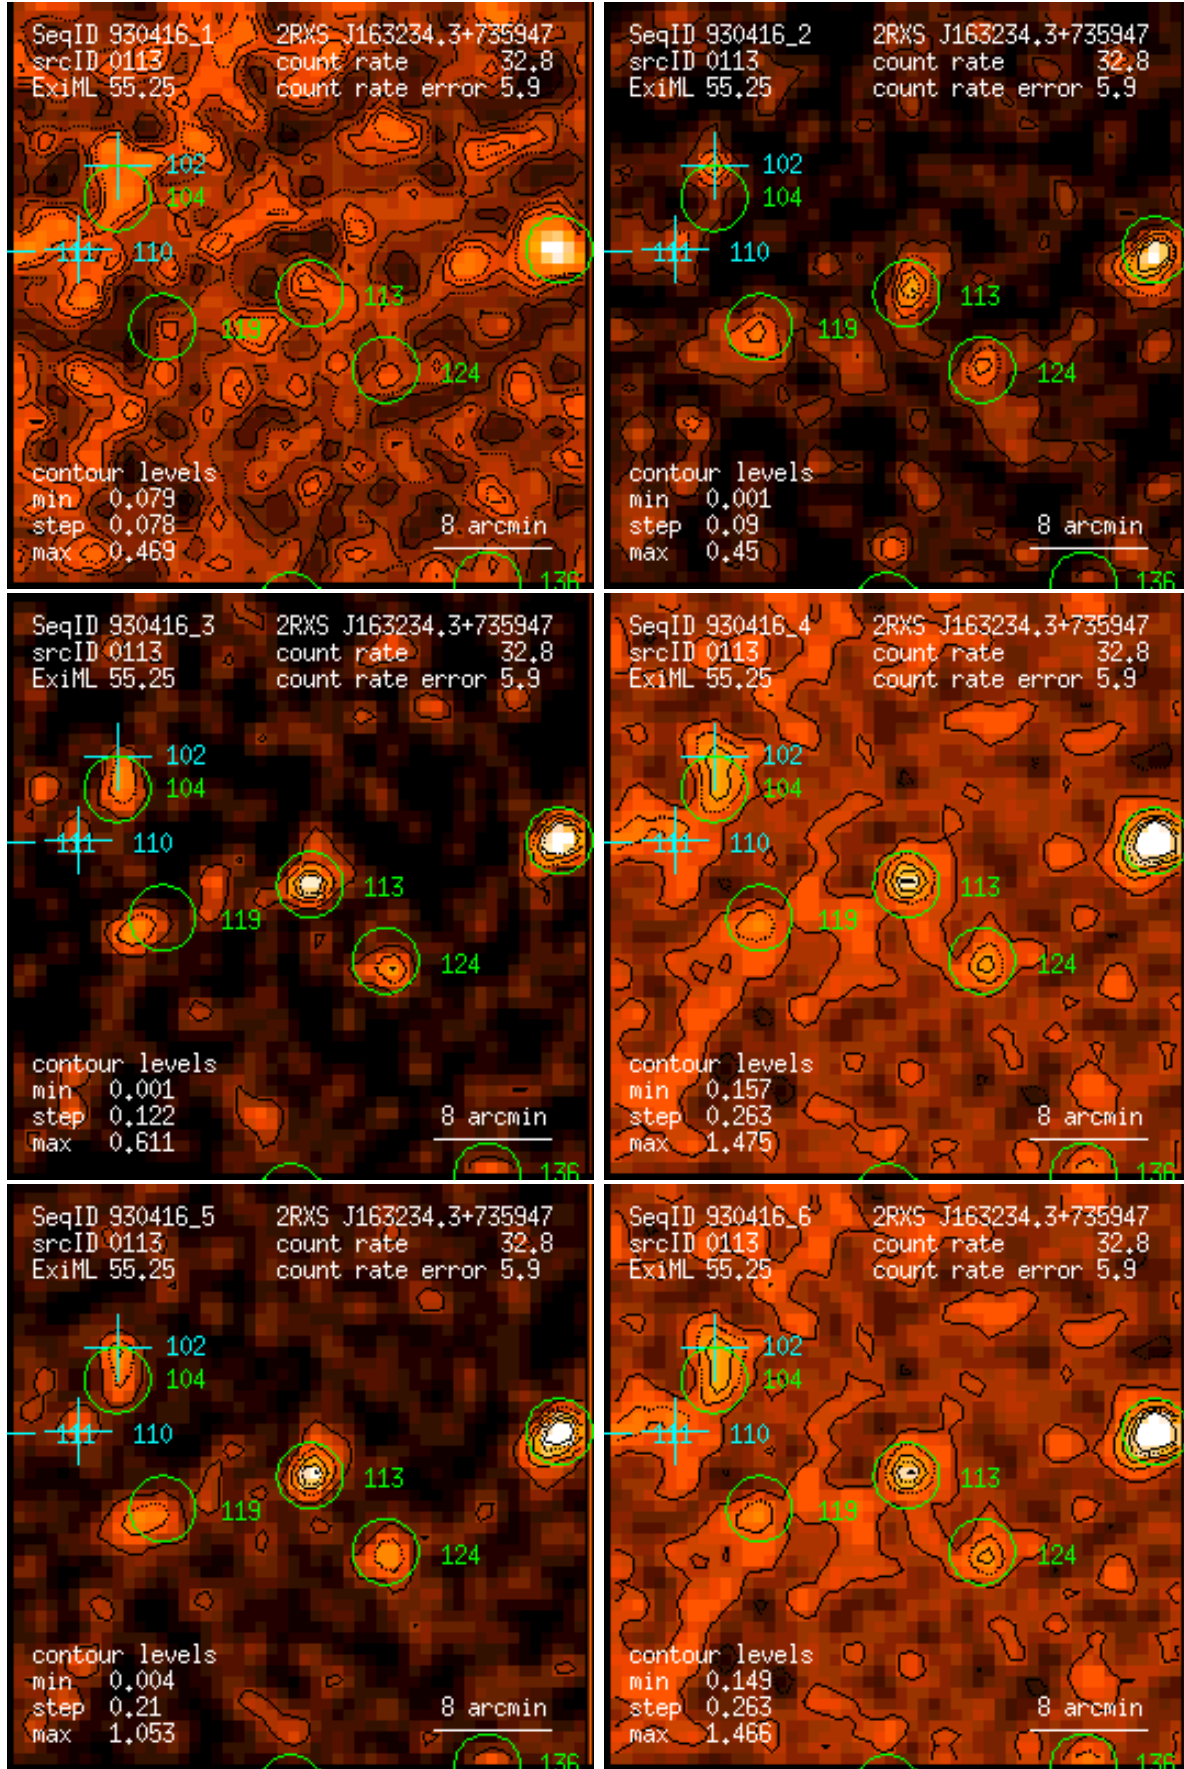 SeqID 930416_1 2RXS J163234.3+735947
srcID 0113 count rate 32.8
ExiML 55.25 count rate error 5.9
102
104
111 110
113
119
124
contour levels
min 0.079
step 0.078 8 arcmin
max 0.469
136
SeqID 930416_2 2RXS J163234.3+735947
srcID 0113 count rate 32.8
ExiML 55.25 count rate error 5.9
102
104
111 110
113
119
124
contour levels
min 0.001
step 0.09 8 arcmin
max 0.45
136
SeqID 930416_3 2RXS J163234.3+735947
srcID 0113 count rate 32.8
ExiML 55.25 count rate error 5.9
102
104
111 110
113
119
124
contour levels
min 0.001
step 0.122 8 arcmin
max 0.611
136
SeqID 930416_4 2RXS J163234.3+735947
srcID 0113 count rate 32.8
ExiML 55.25 count rate error 5.9
102
104
111 110
113
119
124
contour levels
min 0.157
step 0.263 8 arcmin
max 1.475
136
SeqID 930416_5 2RXS J163234.3+735947
srcID 0113 count rate 32.8
ExiML 55.25 count rate error 5.9
102
104
111 110
113
119
124
contour levels
min 0.004
step 0.21 8 arcmin
max 1.053
136
SeqID 930416_6 2RXS J163234.3+735947
srcID 0113 count rate 32.8
ExiML 55.25 count rate error 5.9
102
104
111 110
113
119
124
contour levels
min 0.149
step 0.263 8 arcmin
max 1.466
136